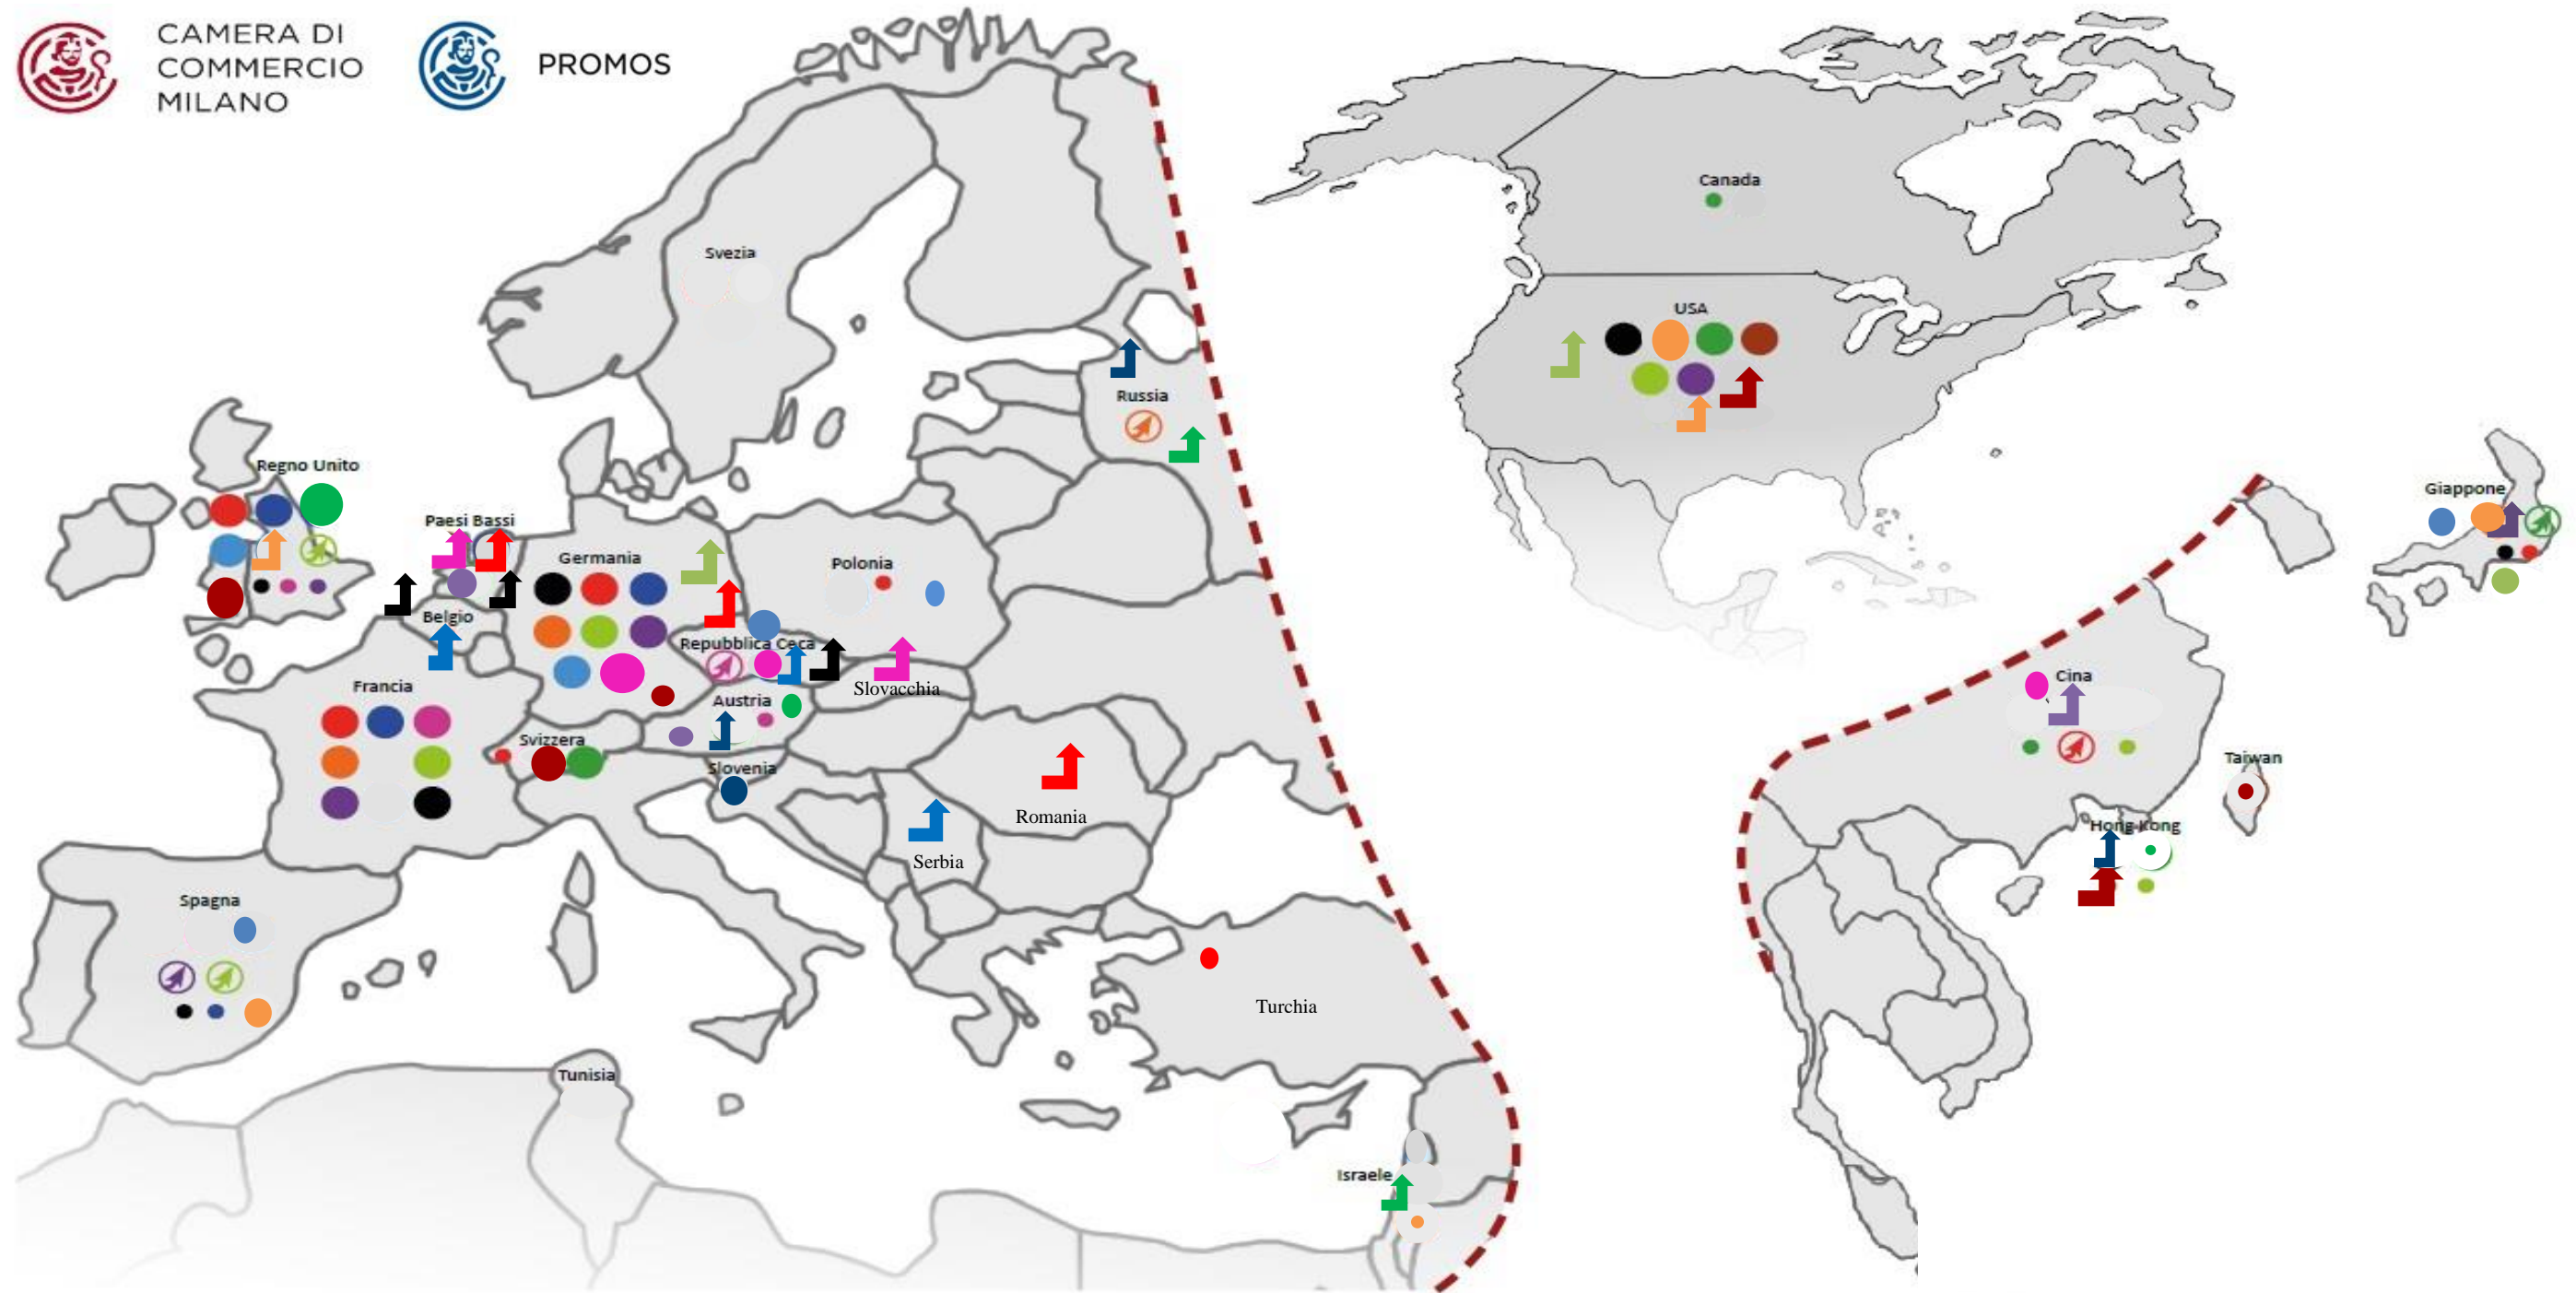 CAMERA DI
COMMERCIO
MILANO
PROMOS
Canada
Svezia
USA
Russia
Regno Unito
Giappone
Paesi Bassi
Germania
Polonia
Belgio
Repubblica Ceca
Cina
Francia
Slovacchia
Austria
Svizzera
Taiwan
Slovenia
Romania
Hong Kong
Serbia
Spagna
Turchia
Tunisia
Israele